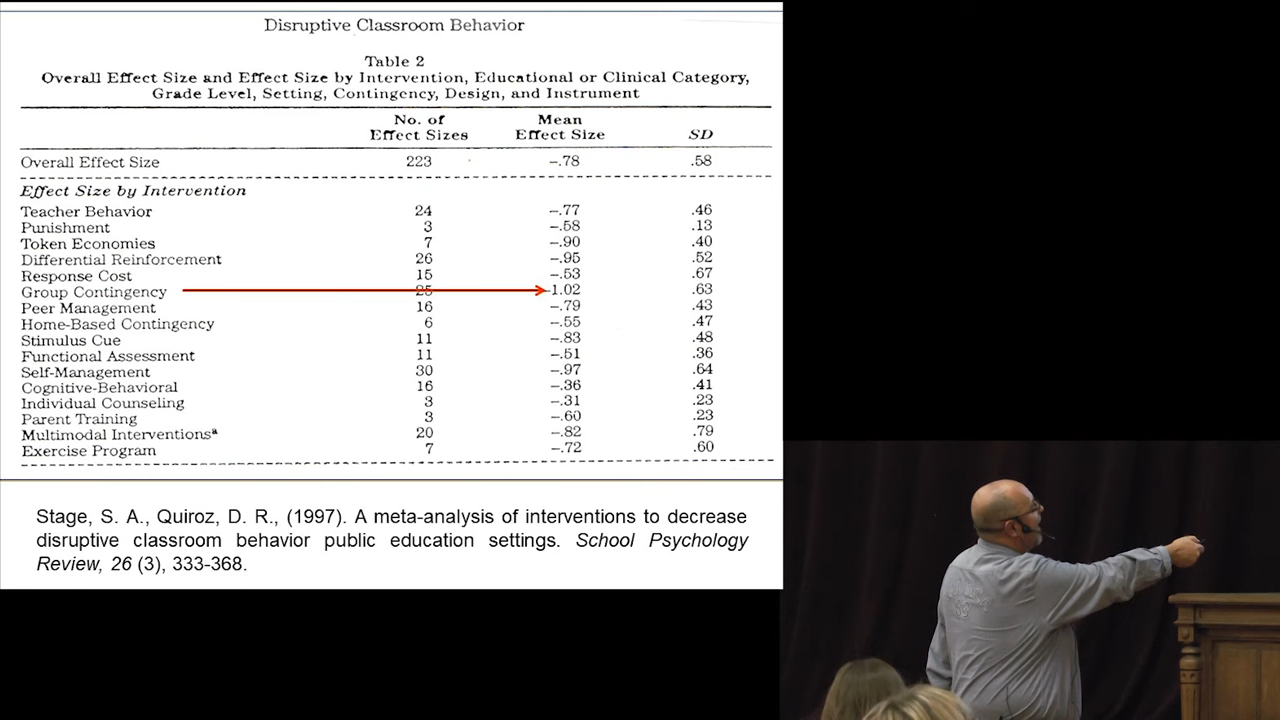 Disruptive Classroom Behavior
Table 2
Overall Effect Size and Effect Size by Intervention, Educational or Clinical Category,
Grade Level, Setting, Contingency, Design, and Instrument
No. of Effect Sizes Mean Effect Size SD
Overall Effect Size 223 -.78 .58
Effect Size by Intervention
Teacher Behavior 24 -.77 .46
Punishment 3 -.58 .13
Token Economies 7 -.90 .40
Differential Reinforcement 26 -.95 .52
Response Cost 15 -.53 .67
Group Contingency 25 -1.02 .63
Peer Management 16 -.79 .43
Home-Based Contingency 6 -.55 .47
Stimulus Cue 11 -.83 .48
Functional Assessment 11 -.51 .36
Self-Management 30 -.97 .64
Cognitive-Behavioral 16 -.36 .41
Individual Counseling 3 -.31 .23
Parent Training 3 -.60 .23
Multimodal Interventionsᵃ 20 -.82 .79
Exercise Program 7 -.72 .60
Stage, S. A., Quiroz, D. R., (1997). A meta-analysis of interventions to decrease
disruptive classroom behavior public education settings. School Psychology
Review, 26 (3), 333-368.